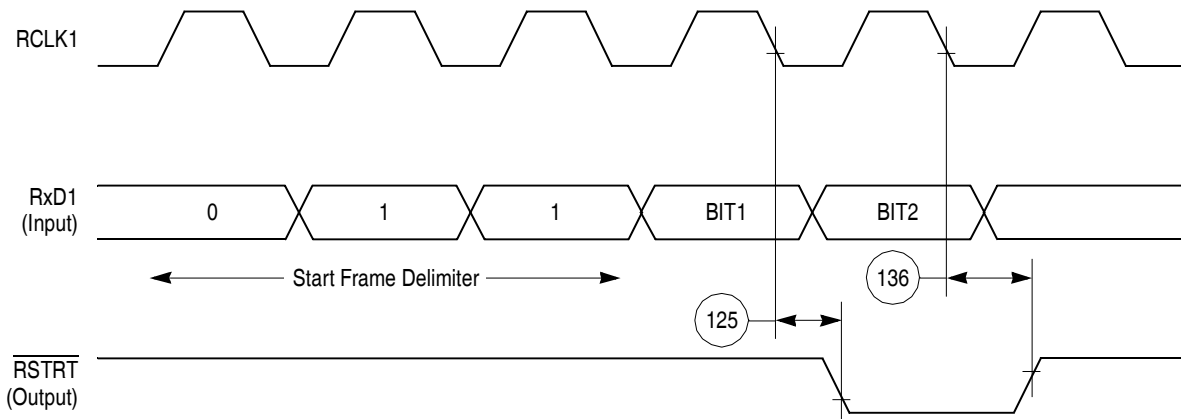 RCLK1
RxD1
(Input)
0
1
1
BIT1
BIT2
Start Frame Delimiter
136
125
RSTRT
(Output)